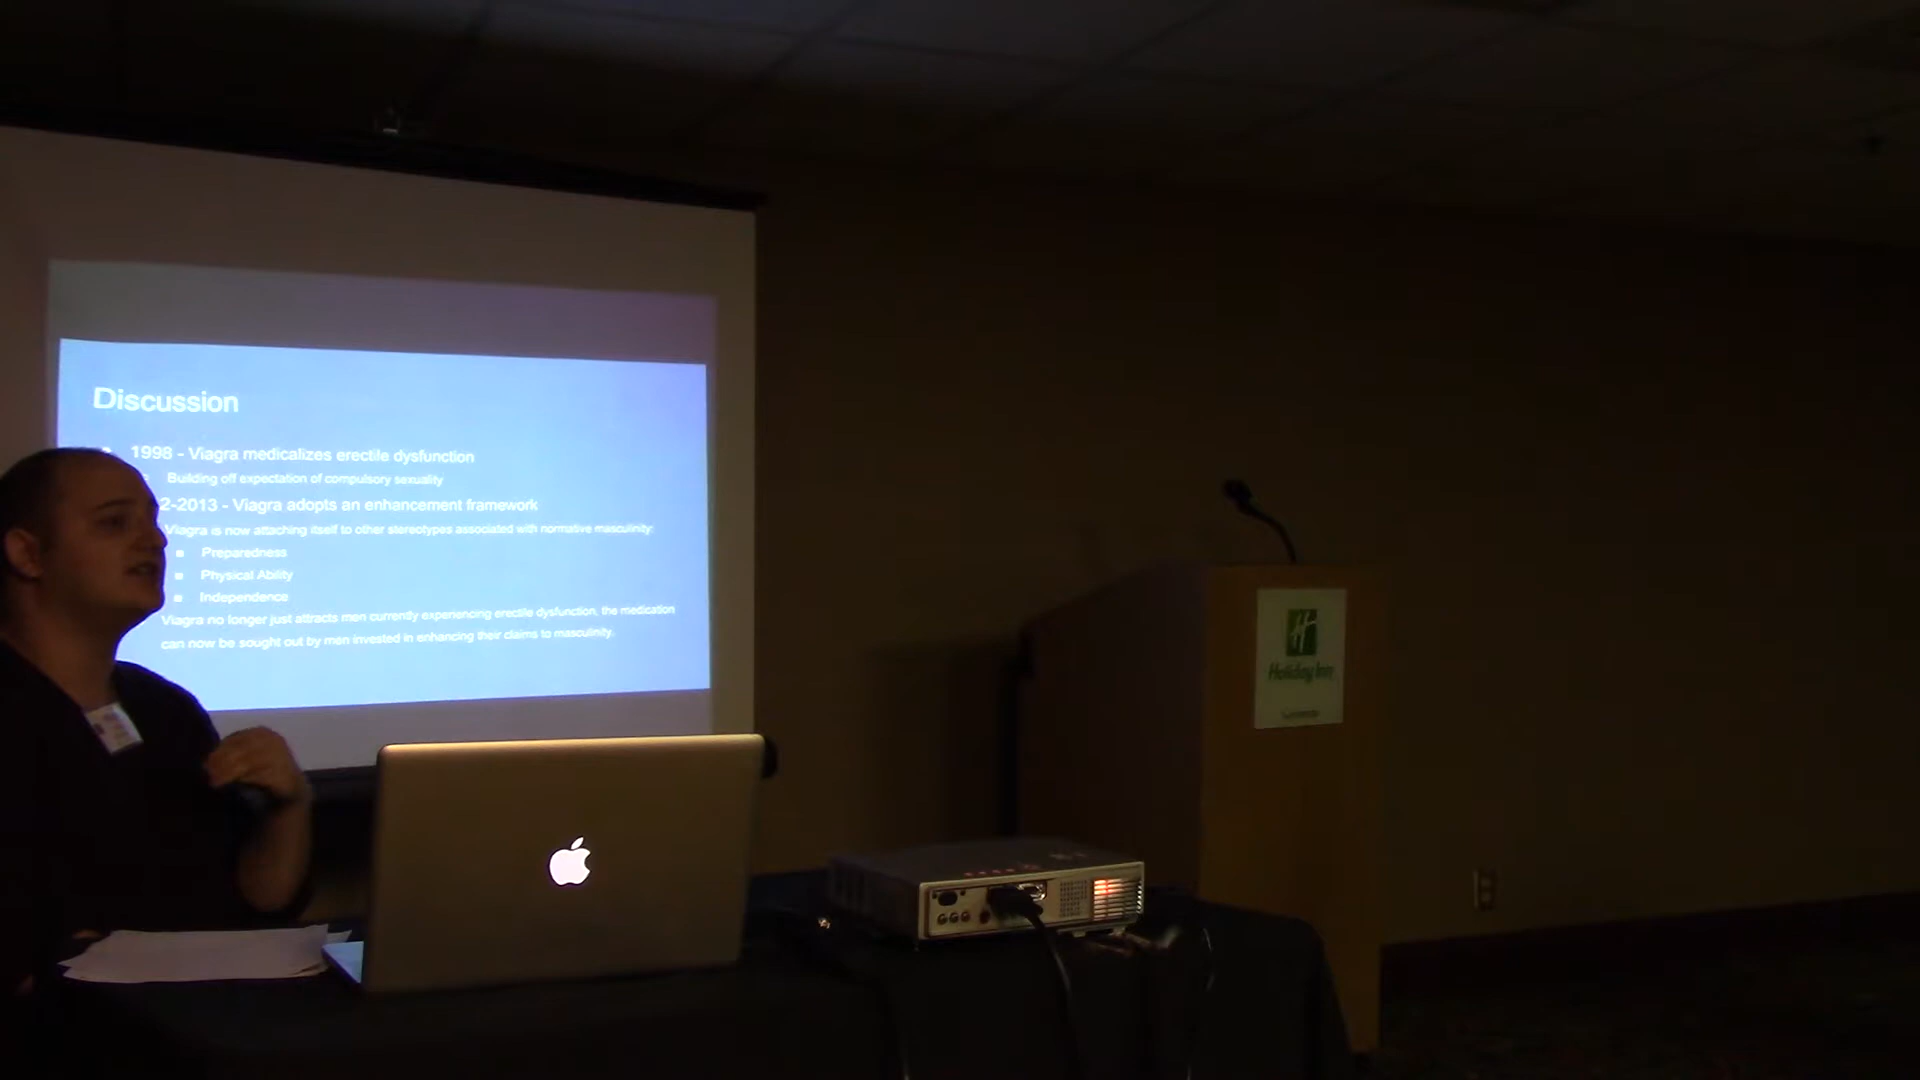 Discussion
1998 - Viagra medicalizes erectile dysfunction
Building off expectation of compulsory sexuality
2-2013 - Viagra adopts an enhancement framework
Viagra is now attaching itself to other stereotypes associated with normative masculinity:
Preparedness
Physical Ability
Independence
Viagra no longer just attracts men currently experiencing erectile dysfunction, the medication
can now be sought out by men invested in enhancing their claims to masculinity.
H
Holiday Inn